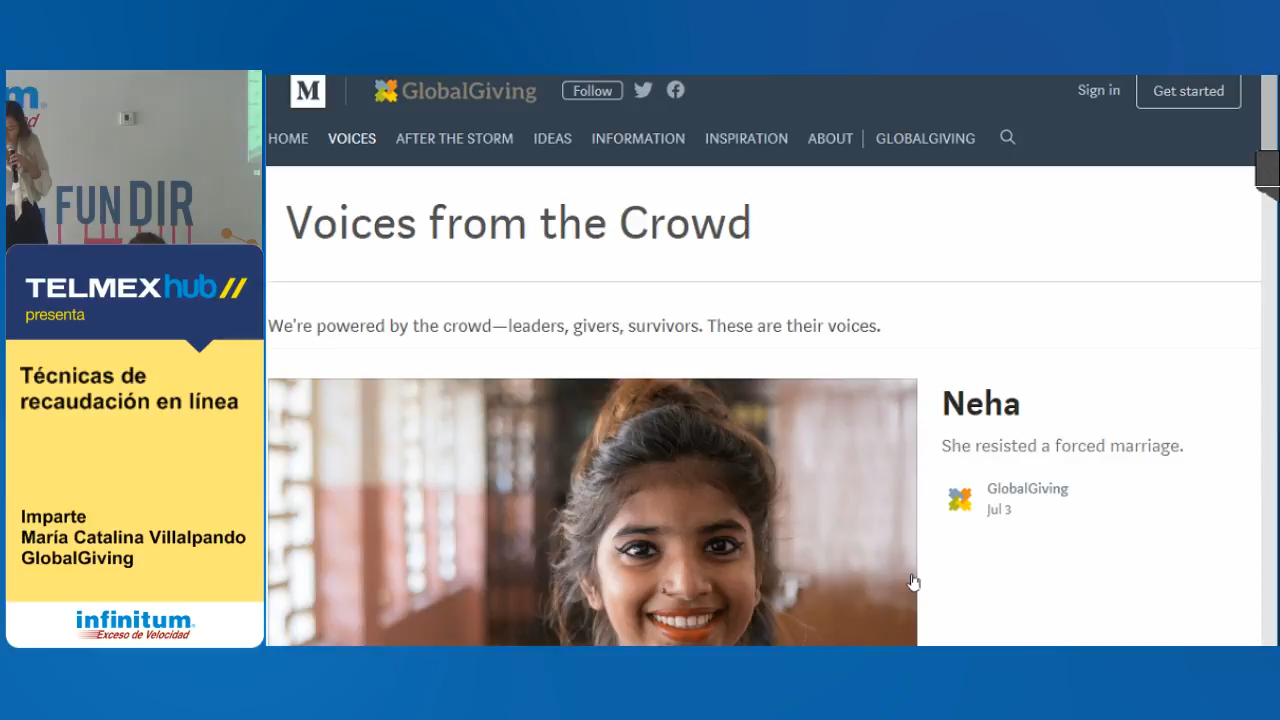 m.
FUN DIR
TELMEXhub//
presenta
Técnicas de
recaudación en línea
Imparte
María Catalina Villalpando
GlobalGiving
infinitum.
Exceso de Velocidad
M GlobalGiving Follow Sign in Get started
HOME VOICES AFTER THE STORM IDEAS INFORMATION INSPIRATION ABOUT GLOBALGIVING
Voices from the Crowd
We're powered by the crowd—leaders, givers, survivors. These are their voices.
Neha
She resisted a forced marriage.
GlobalGiving
Jul 3